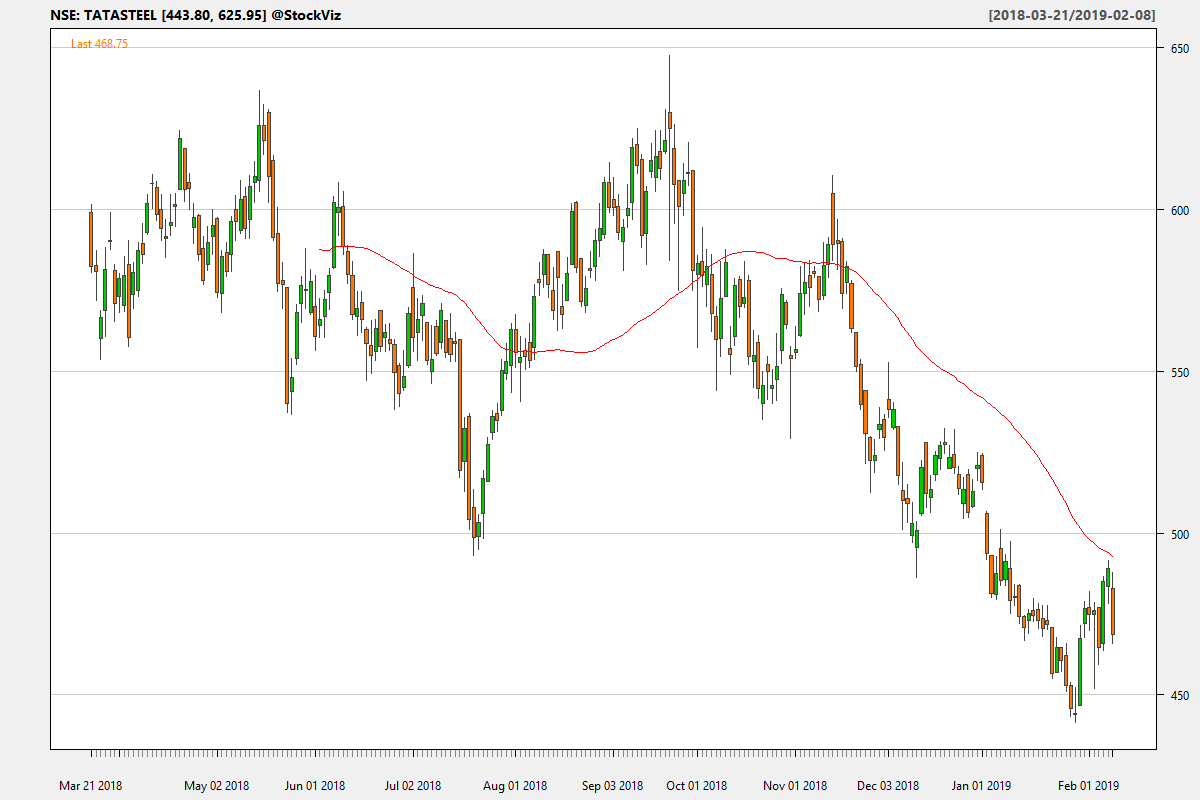 NSE: TATASTEEL [443.80, 625.95] @StockViz
[2018-03-21/2019-02-08]
Last 468.75
650
600
550
500
450
Mar 21 2018
May 02 2018
Jun 01 2018
Jul 02 2018
Aug 01 2018
Sep 03 2018
Oct 01 2018
Nov 01 2018
Dec 03 2018
Jan 01 2019
Feb 01 2019